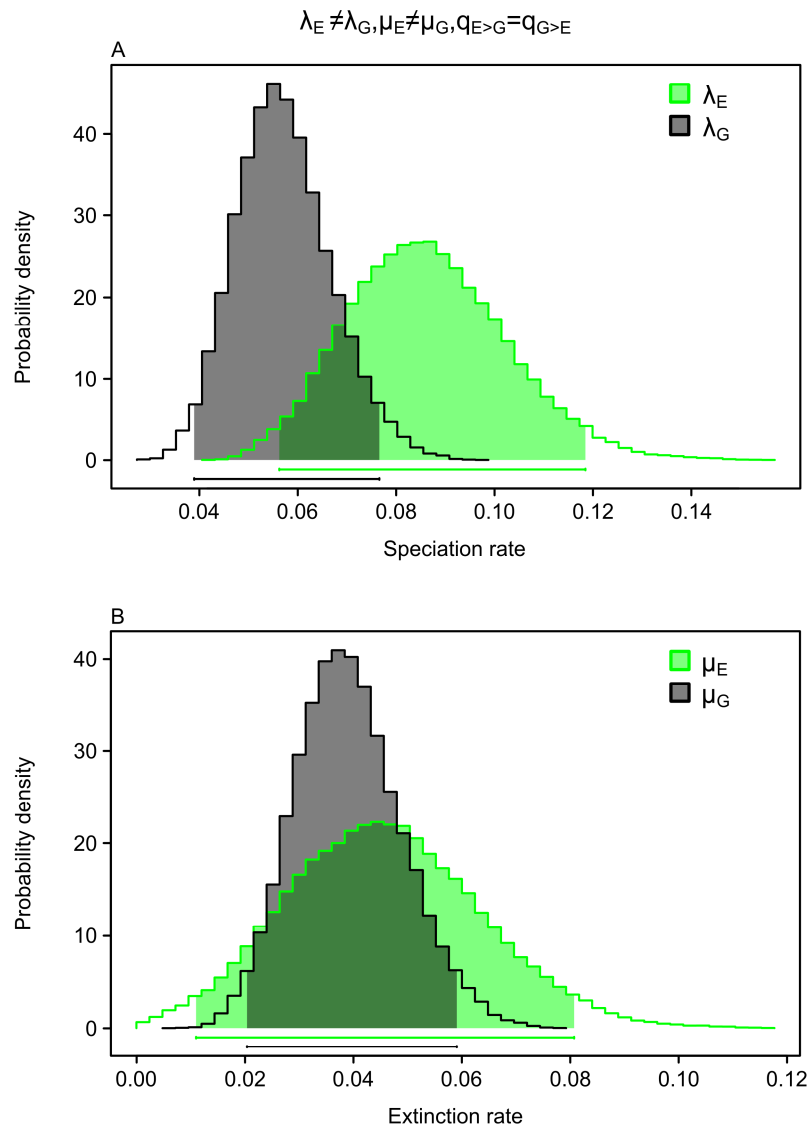 λE ≠λG,μE≠μG,qE>G=qG>E
A
λE
λG
40
30
20
10
0
Probability density
0.04 0.06 0.08 0.10 0.12 0.14
Speciation rate
B
μE
μG
40
30
20
10
0
Probability density
0.00 0.02 0.04 0.06 0.08 0.10 0.12
Extinction rate